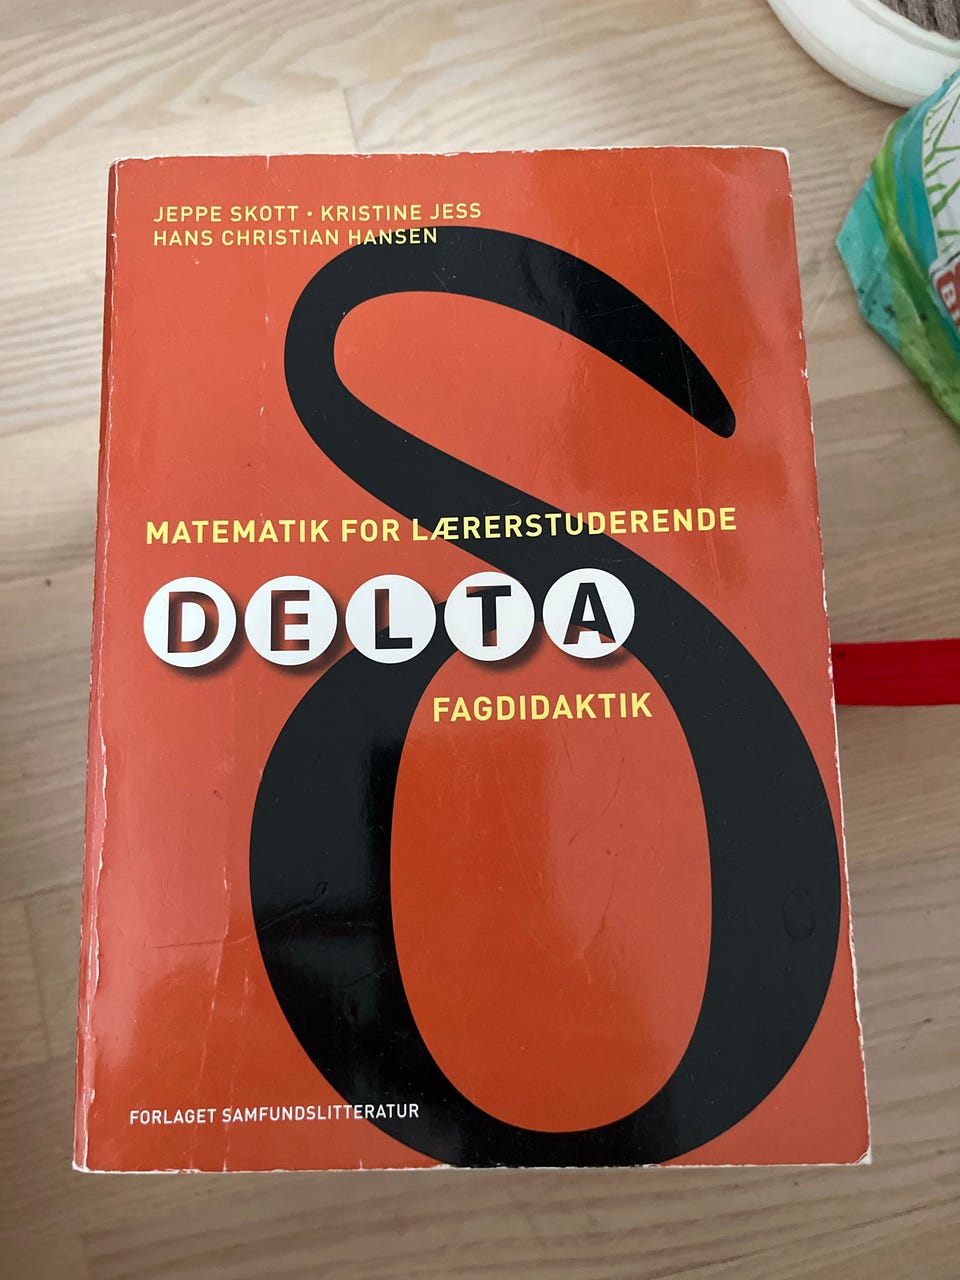 JEPPE SKOTT · KRISTINE JESS
HANS CHRISTIAN HANSEN
MATEMATIK FOR LÆRERSTUDERENDE
DELTA
FAGDIDAKTIK
FORLAGET SAMFUNDSLITTERATUR